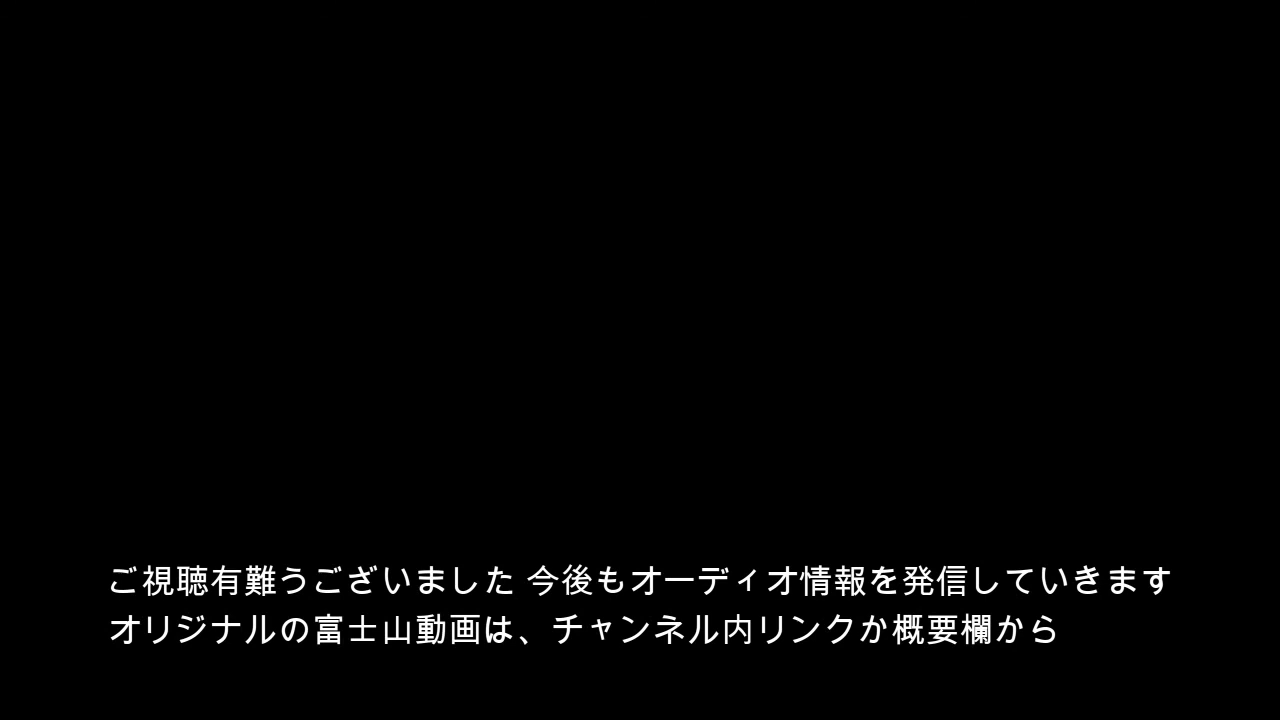 ご視聴有難うございました 今後もオーディオ情報を発信していきます
オリジナルの富士山動画は、チャンネル内リンクか概要欄から